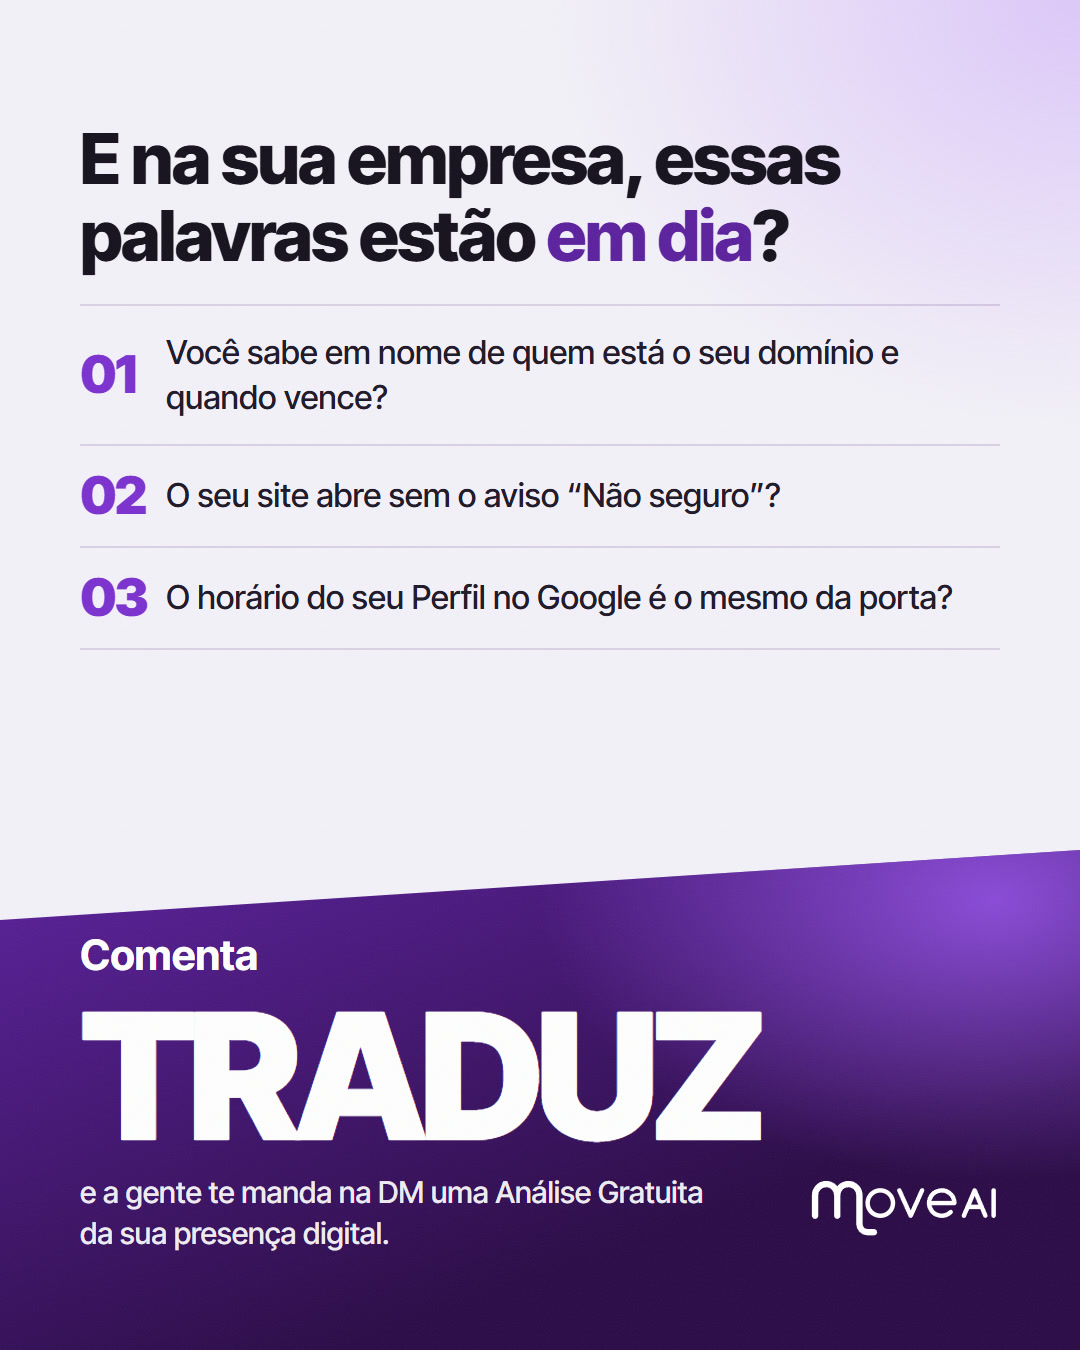 E na sua empresa, essas
palavras estão em dia?
01 Você sabe em nome de quem está o seu domínio e
quando vence?
02 O seu site abre sem o aviso “Não seguro”?
03 O horário do seu Perfil no Google é o mesmo da porta?
Comenta
TRADUZ
e a gente te manda na DM uma Análise Gratuita
da sua presença digital.
move AI